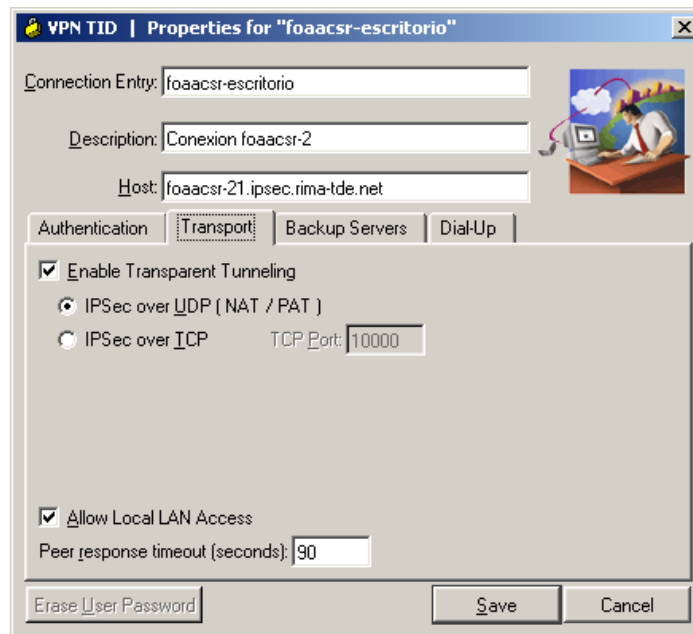 VPN TID | Properties for "foaacsr-escritorio"
Connection Entry: foaacsr-escritorio
Description: Conexion foaacsr-2
Host: foaacsr-21.ipsec.rima-tde.net
Authentication Transport Backup Servers Dial-Up
Enable Transparent Tunneling
IPSec over UDP ( NAT / PAT )
IPSec over TCP TCP Port: 10000
Allow Local LAN Access
Peer response timeout (seconds): 90
Erase User Password Save Cancel